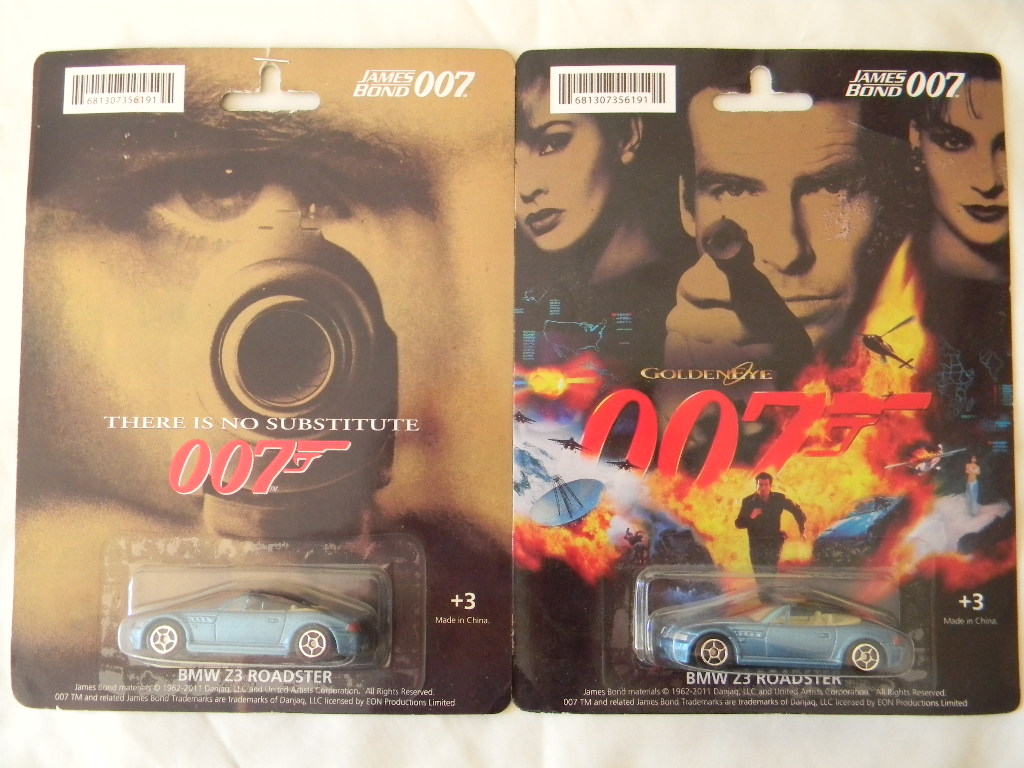 681307356191
JAMES BOND 007
THERE IS NO SUBSTITUTE
007 TM
+3
Made in China.
BMW Z3 ROADSTER
James Bond materials © 1962-2011 Danjaq, LLC and United Artists Corporation. All Rights Reserved.
007 TM and related James Bond Trademarks are trademarks of Danjaq, LLC licensed by EON Productions Limited
681307356191
JAMES BOND 007
GOLDENEYE
007
+3
Made in China.
BMW Z3 ROADSTER
James Bond materials © 1962-2011 Danjaq, LLC and United Artists Corporation. All Rights Reserved.
007 TM and related James Bond Trademarks are trademarks of Danjaq, LLC licensed by EON Productions Limited